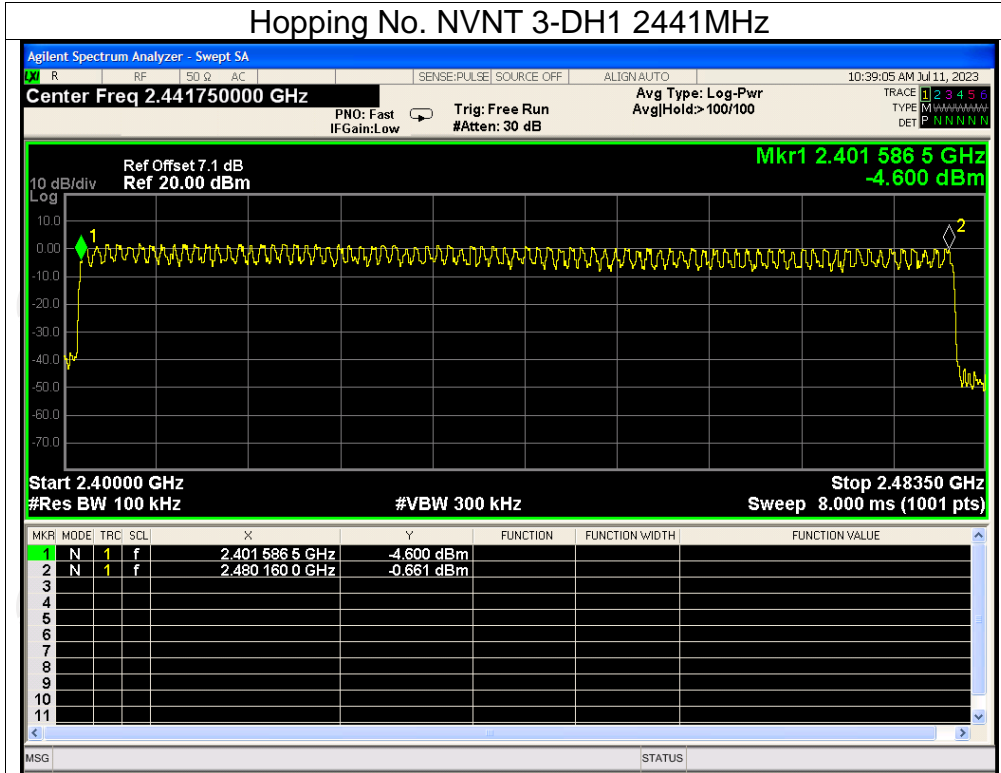 Hopping No. NVNT 3-DH1 2441MHz
Agilent Spectrum Analyzer - Swept SA
LXI R RF 50 Ω AC SENSE:PULSE SOURCE OFF ALIGN AUTO 10:39:05 AM Jul 11, 2023
Center Freq 2.441750000 GHz
PNO: Fast
IFGain:Low
Trig: Free Run
#Atten: 30 dB
Avg Type: Log-Pwr
Avg|Hold:>100/100
TRACE 1 2 3 4 5 6
TYPE M W W W W W
DET P N N N N N
Mkr1 2.401 586 5 GHz
-4.600 dBm
Ref Offset 7.1 dB
10 dB/div Ref 20.00 dBm
Log
10.0
0.00
-10.0
-20.0
-30.0
-40.0
-50.0
-60.0
-70.0
1
2
Start 2.40000 GHz Stop 2.48350 GHz
#Res BW 100 kHz #VBW 300 kHz Sweep 8.000 ms (1001 pts)
MKR MODE TRC SCL X Y FUNCTION FUNCTION WIDTH FUNCTION VALUE
1 N 1 f 2.401 586 5 GHz -4.600 dBm
2 N 1 f 2.480 160 0 GHz -0.661 dBm
3
4
5
6
7
8
9
10
11
MSG STATUS